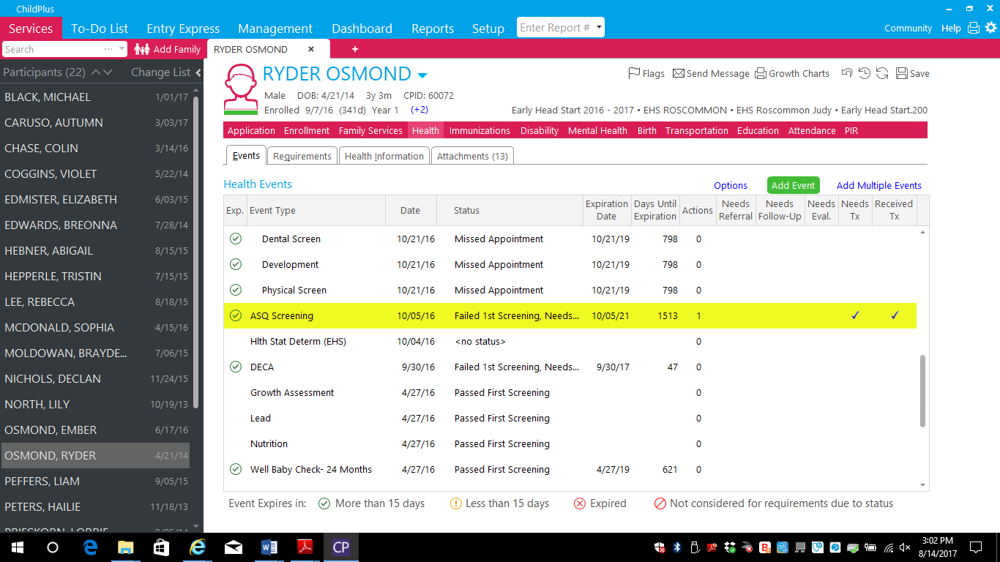 ChildPlus
Services To-Do List Entry Express Management Dashboard Reports Setup Enter Report # Community Help
Search ... Add Family RYDER OSMOND × +
Participants (22) Change List
BLACK, MICHAEL 1/01/17
CARUSO, AUTUMN 3/03/17
CHASE, COLIN 3/14/16
COGGINS, VIOLET 5/22/14
EDMISTER, ELIZABETH 6/03/15
EDWARDS, BREONNA 7/28/14
HEBNER, ABIGAIL 8/15/15
HEPPERLE, TRISTIN 7/15/15
LEE, REBECCA 8/18/15
MCDONALD, SOPHIA 4/15/16
MOLDOWAN, BRAYDE... 7/06/15
NICHOLS, DECLAN 11/24/15
NORTH, LILY 10/19/13
OSMOND, EMBER 6/17/16
OSMOND, RYDER 4/21/14
PEFFERS, LIAM 9/05/15
PETERS, HAILIE 11/18/13
RYDER OSMOND Flags Send Message Growth Charts Save
Male DOB: 4/21/14 3y 3m CPID: 60072
Enrolled 9/7/16 (341d) Year 1 (+2) Early Head Start 2016 - 2017 • EHS ROSCOMMON • EHS Roscommon Judy • Early Head Start.200
Application Enrollment Family Services Health Immunizations Disability Mental Health Birth Transportation Education Attendance PIR
Events Requirements Health Information Attachments (13)
Health Events Options Add Event Add Multiple Events
Exp. Event Type Date Status Expiration Date Days Until Expiration Actions Needs Referral Needs Follow-Up Needs Eval. Needs Tx Received Tx
Dental Screen 10/21/16 Missed Appointment 10/21/19 798 0
Development 10/21/16 Missed Appointment 10/21/19 798 0
Physical Screen 10/21/16 Missed Appointment 10/21/19 798 0
ASQ Screening 10/05/16 Failed 1st Screening, Needs... 10/05/21 1513 1 ✓ ✓
Hlth Stat Determ (EHS) 10/04/16 <no status> 0
DECA 9/30/16 Failed 1st Screening, Needs... 9/30/17 47 0
Growth Assessment 4/27/16 Passed First Screening 0
Lead 4/27/16 Passed First Screening 0
Nutrition 4/27/16 Passed First Screening 0
Well Baby Check- 24 Months 4/27/16 Passed First Screening 4/27/19 621 0
Event Expires in: More than 15 days Less than 15 days Expired Not considered for requirements due to status
CP 3:02 PM
8/14/2017